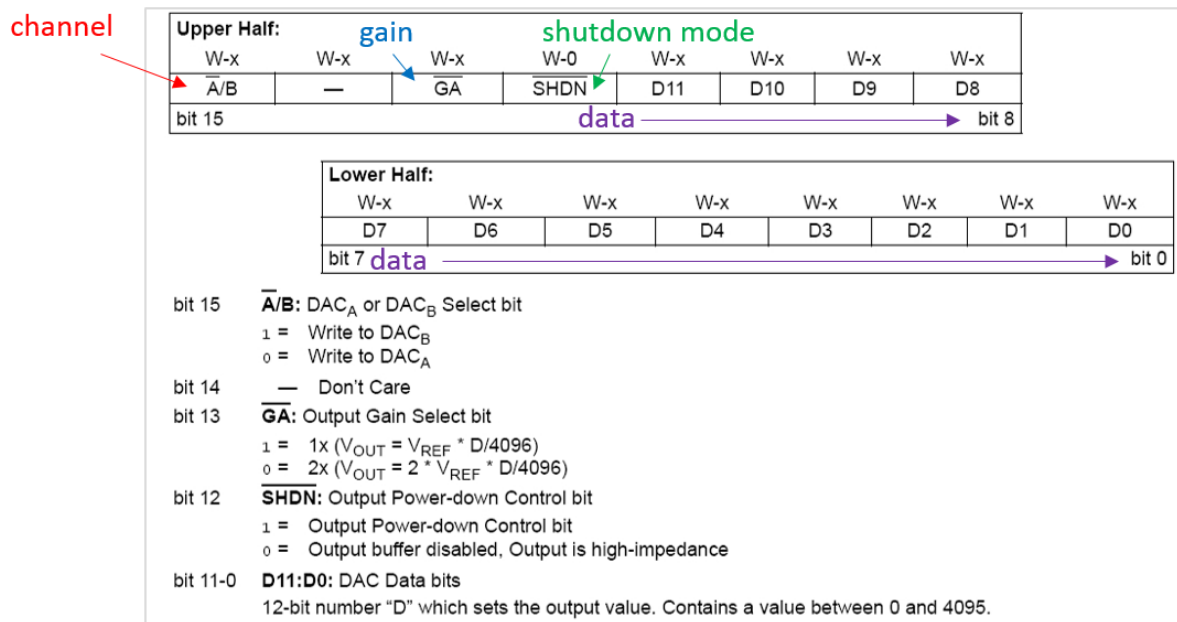 channel
Upper Half:
gain
shutdown mode
W-x W-x W-x W-0 W-x W-x W-x W-x
A/B — GA SHDN D11 D10 D9 D8
bit 15 data bit 8
Lower Half:
W-x W-x W-x W-x W-x W-x W-x W-x
D7 D6 D5 D4 D3 D2 D1 D0
bit 7 data bit 0
bit 15 A/B: DACA or DACB Select bit
1 = Write to DACB
0 = Write to DACA
bit 14 — Don't Care
bit 13 GA: Output Gain Select bit
1 = 1x (VOUT = VREF * D/4096)
0 = 2x (VOUT = 2 * VREF * D/4096)
bit 12 SHDN: Output Power-down Control bit
1 = Output Power-down Control bit
0 = Output buffer disabled, Output is high-impedance
bit 11-0 D11:D0: DAC Data bits
12-bit number “D” which sets the output value. Contains a value between 0 and 4095.